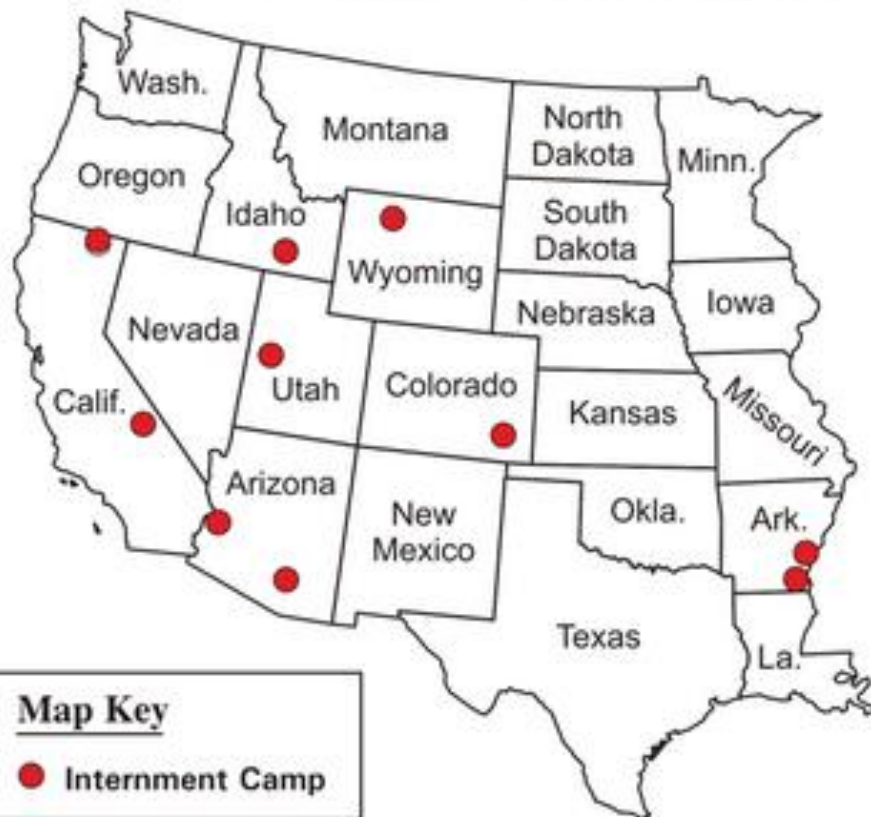 Wash.
Montana
North
Dakota
Minn.
Oregon
Idaho
South
Dakota
Wyoming
Nebraska
Iowa
Nevada
Utah
Colorado
Kansas
Missouri
Calif.
Arizona
New
Mexico
Okla.
Ark.
Texas
La.
Map Key
Internment Camp